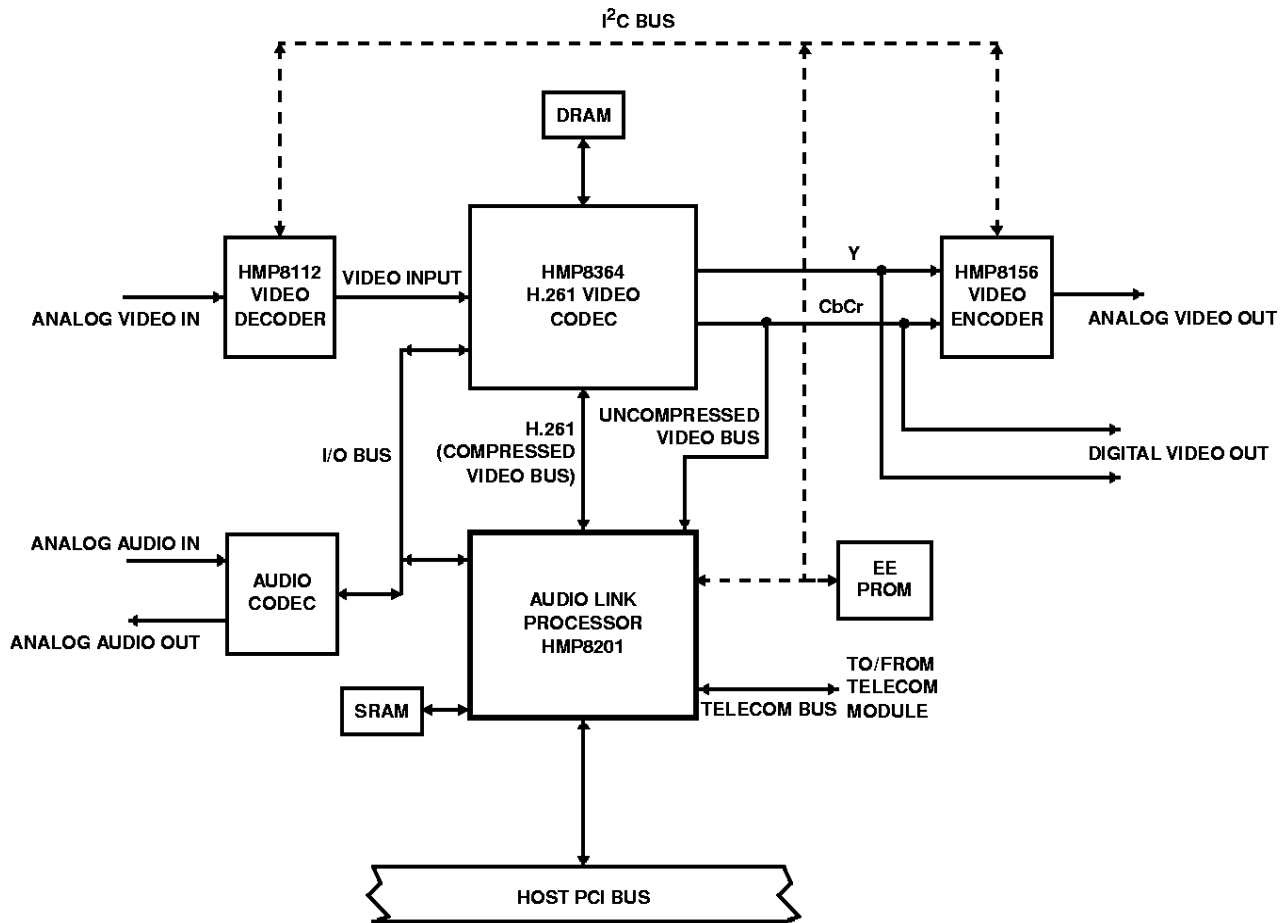 I²C BUS
DRAM
HMP8112
VIDEO
DECODER
VIDEO INPUT
HMP8364
H.261 VIDEO
CODEC
Y
CbCr
HMP8156
VIDEO
ENCODER
ANALOG VIDEO IN
ANALOG VIDEO OUT
I/O BUS
H.261
(COMPRESSED
VIDEO BUS)
UNCOMPRESSED
VIDEO BUS
DIGITAL VIDEO OUT
ANALOG AUDIO IN
AUDIO
CODEC
ANALOG AUDIO OUT
AUDIO LINK
PROCESSOR
HMP8201
EE
PROM
SRAM
TELECOM BUS
TO/FROM
TELECOM
MODULE
HOST PCI BUS